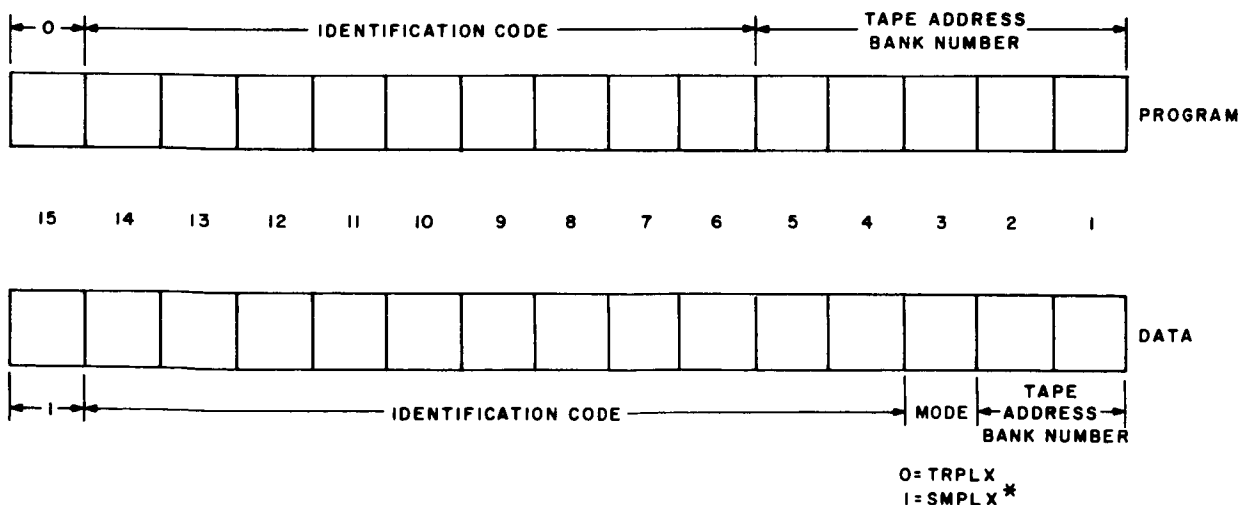 0
IDENTIFICATION CODE
TAPE ADDRESS
BANK NUMBER
PROGRAM
15 14 13 12 11 10 9 8 7 6 5 4 3 2 1
DATA
1
IDENTIFICATION CODE
MODE
TAPE
ADDRESS
BANK NUMBER
0=TRPLX
1=SMPLX*